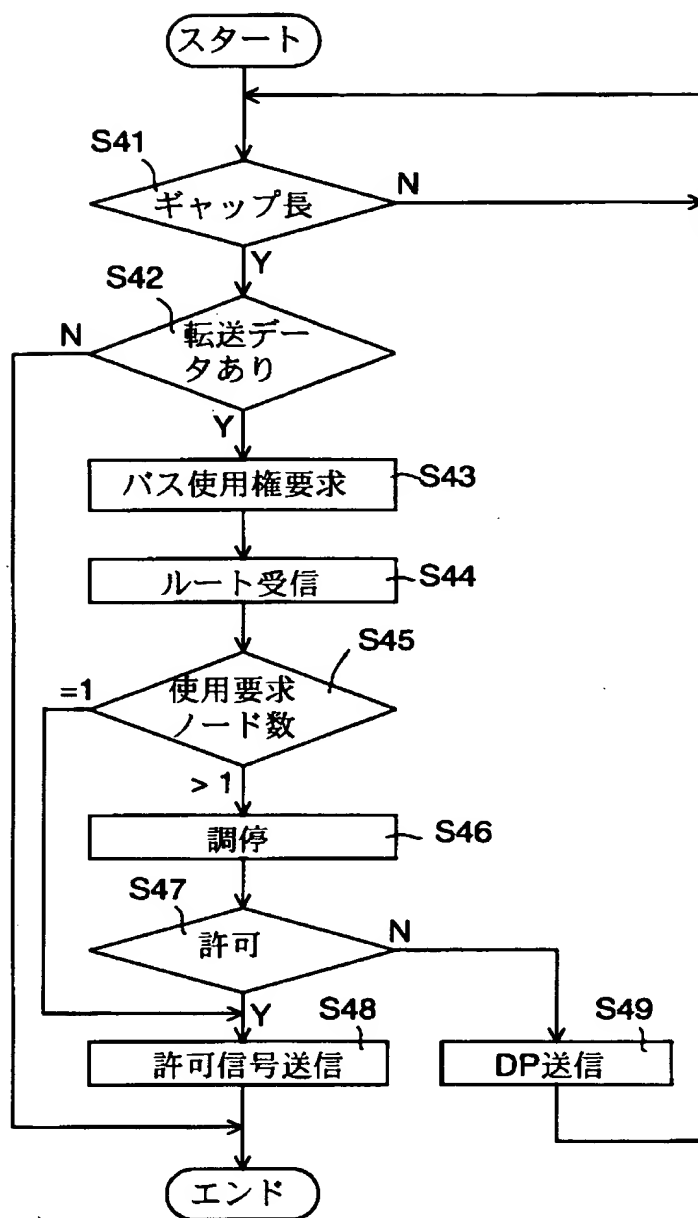 スタート
S41
ギャップ長
N
Y
S42
N
転送デー
タあり
Y
バス使用権要求
S43
ルート受信
S44
S45
=1
使用要求
ノード数
> 1
調停
S46
S47
許可
N
Y
S48
許可信号送信
S49
DP送信
エンド